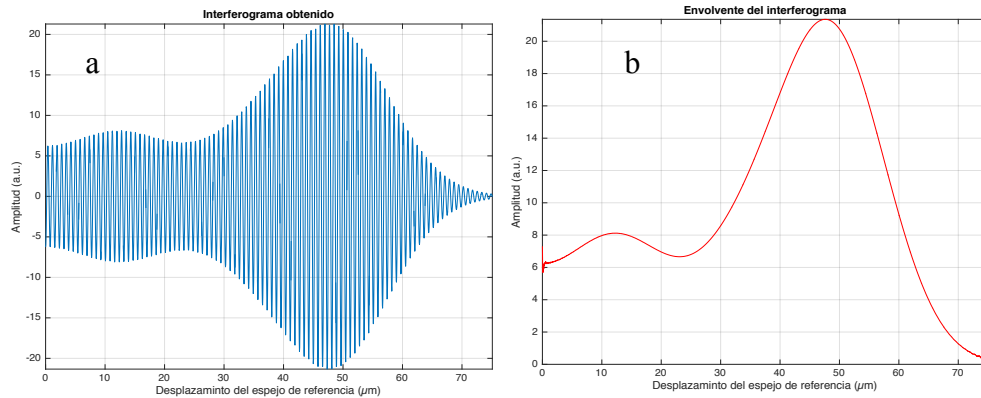 Interferograma obtenido
a
20
15
10
5
0
-5
-10
-15
-20
Amplitud (a.u.)
0 10 20 30 40 50 60 70
Desplazaminto del espejo de referencia (µm)
Envolvente del interferograma
b
20
18
16
14
12
10
8
6
4
2
0
Amplitud (a.u.)
0 10 20 30 40 50 60 70
Desplazaminto del espejo de referencia (µm)